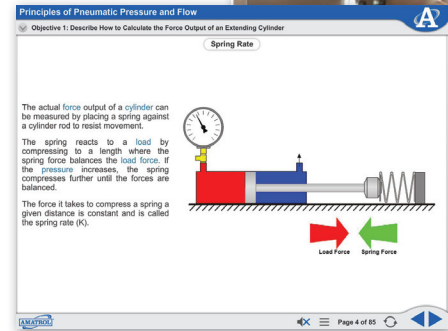 Principles of Pneumatic Pressure and Flow
Objective 1: Describe How to Calculate the Force Output of an Extending Cylinder
A
Spring Rate
The actual force output of a cylinder can
be measured by placing a spring against
a cylinder rod to resist movement.
The spring reacts to a load by
compressing to a length where the
spring force balances the load force. If
the pressure increases, the spring
compresses further until the forces are
balanced.
The force it takes to compress a spring a
given distance is constant and is called
the spring rate (K).
Load Force
Spring Force
AMATROL
Page 4 of 85